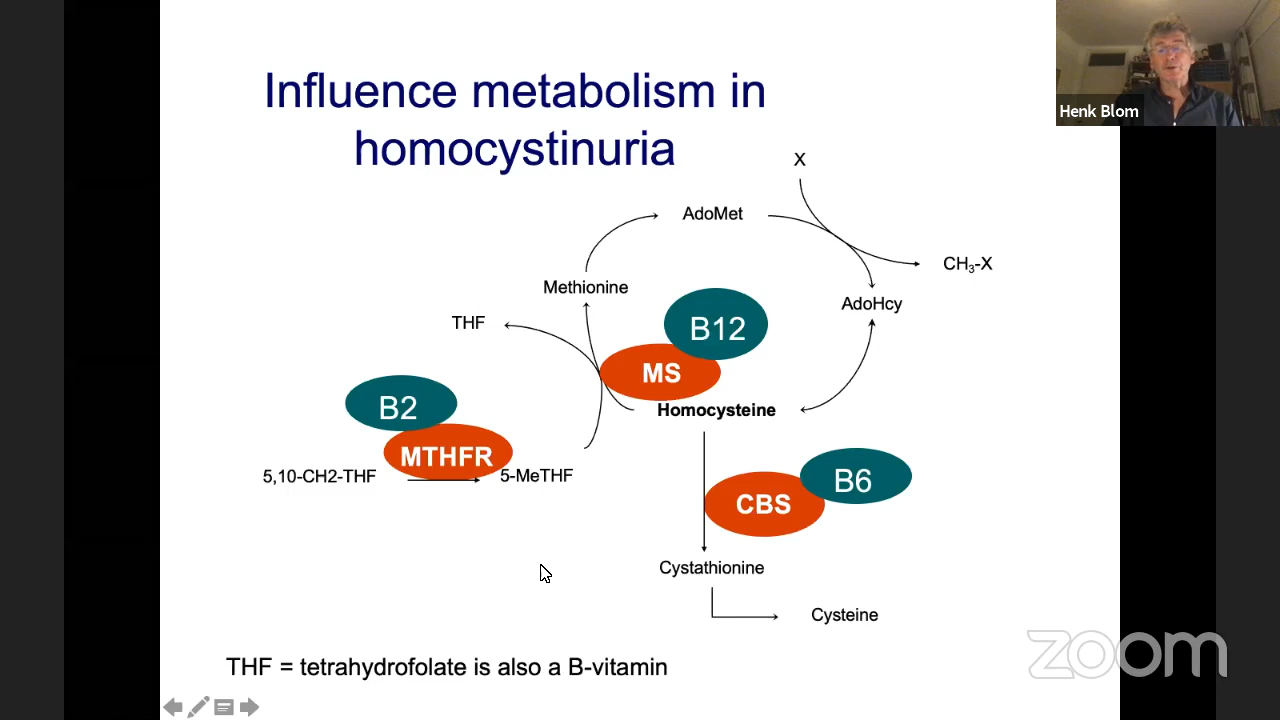 Influence metabolism in
homocystinuria
Henk Blom
X
AdoMet
CH₃-X
Methionine
AdoHcy
THF
B12
MS
B2
Homocysteine
MTHFR
5,10-CH2-THF
5-MeTHF
B6
CBS
Cystathionine
Cysteine
THF = tetrahydrofolate is also a B-vitamin
zoom